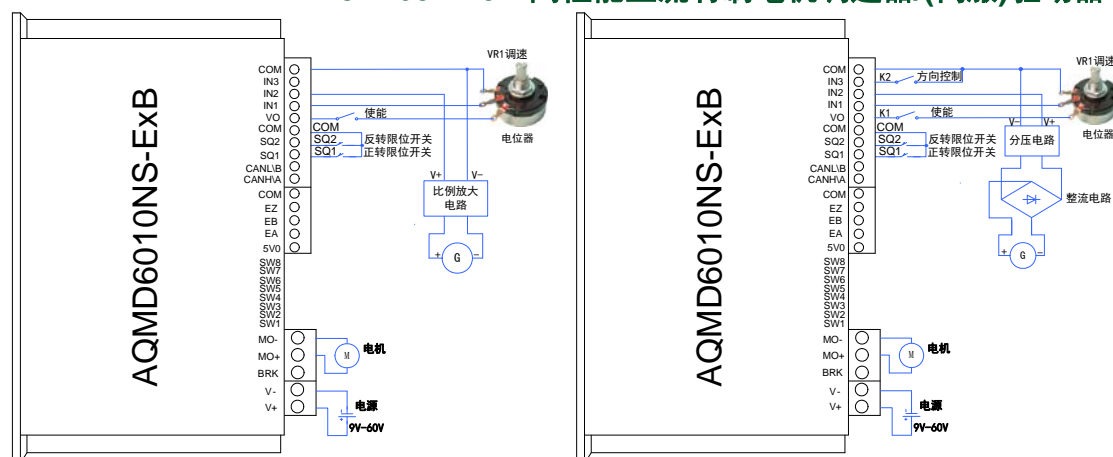 AQMD6010NS-ExB
COM
IN3
IN2
IN1
VO
COM
SQ2
SQ1
CANL\B
CANH\A
COM
EZ
EB
EA
5V0
SW8
SW7
SW6
SW5
SW4
SW3
SW2
SW1
MO-
MO+
BRK
V-
V+
使能
COM
SQ2 反转限位开关
SQ1 正转限位开关
VR1调速
电位器
V+ V-
比例放大
电路
+ G -
M 电机
电源
9V-60V
AQMD6010NS-ExB
COM
IN3
IN2
IN1
VO
COM
SQ2
SQ1
CANL\B
CANH\A
COM
EZ
EB
EA
5V0
SW8
SW7
SW6
SW5
SW4
SW3
SW2
SW1
MO-
MO+
BRK
V-
V+
K2 方向控制
K1 使能
COM
SQ2 反转限位开关
SQ1 正转限位开关
VR1调速
电位器
V- V+
分压电路
整流电路
+ G -
M 电机
电源
9V-60V